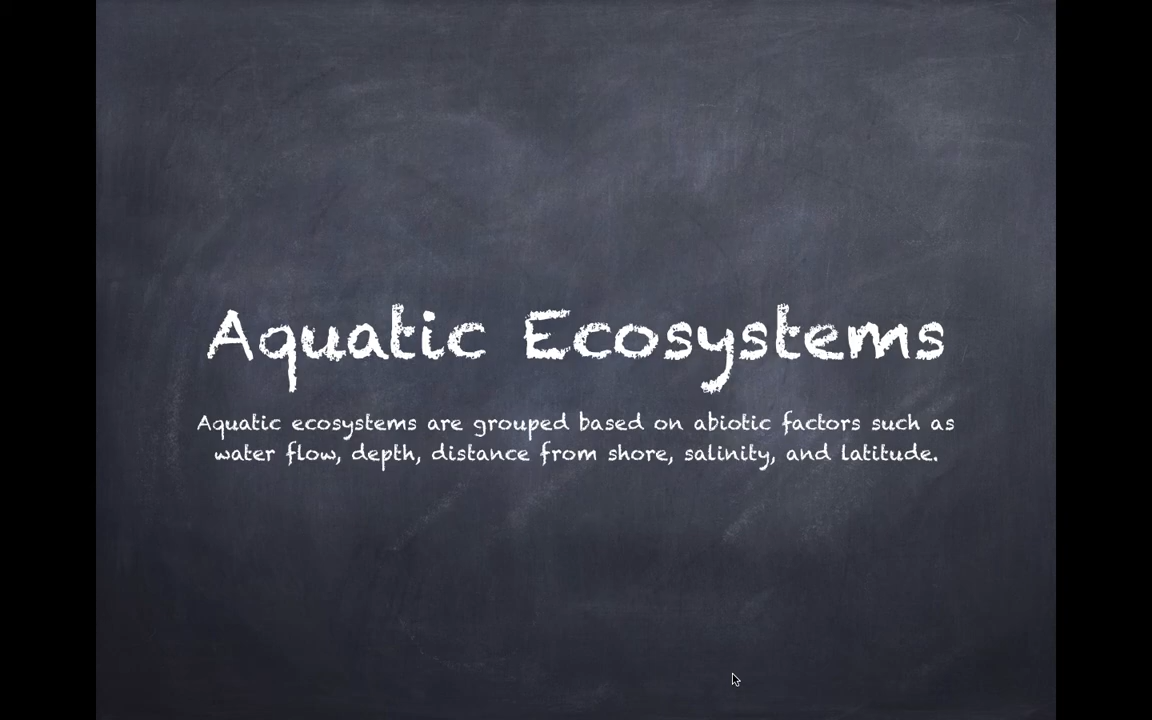 Aquatic Ecosystems
Aquatic ecosystems are grouped based on abiotic factors such as
water flow, depth, distance from shore, salinity, and latitude.